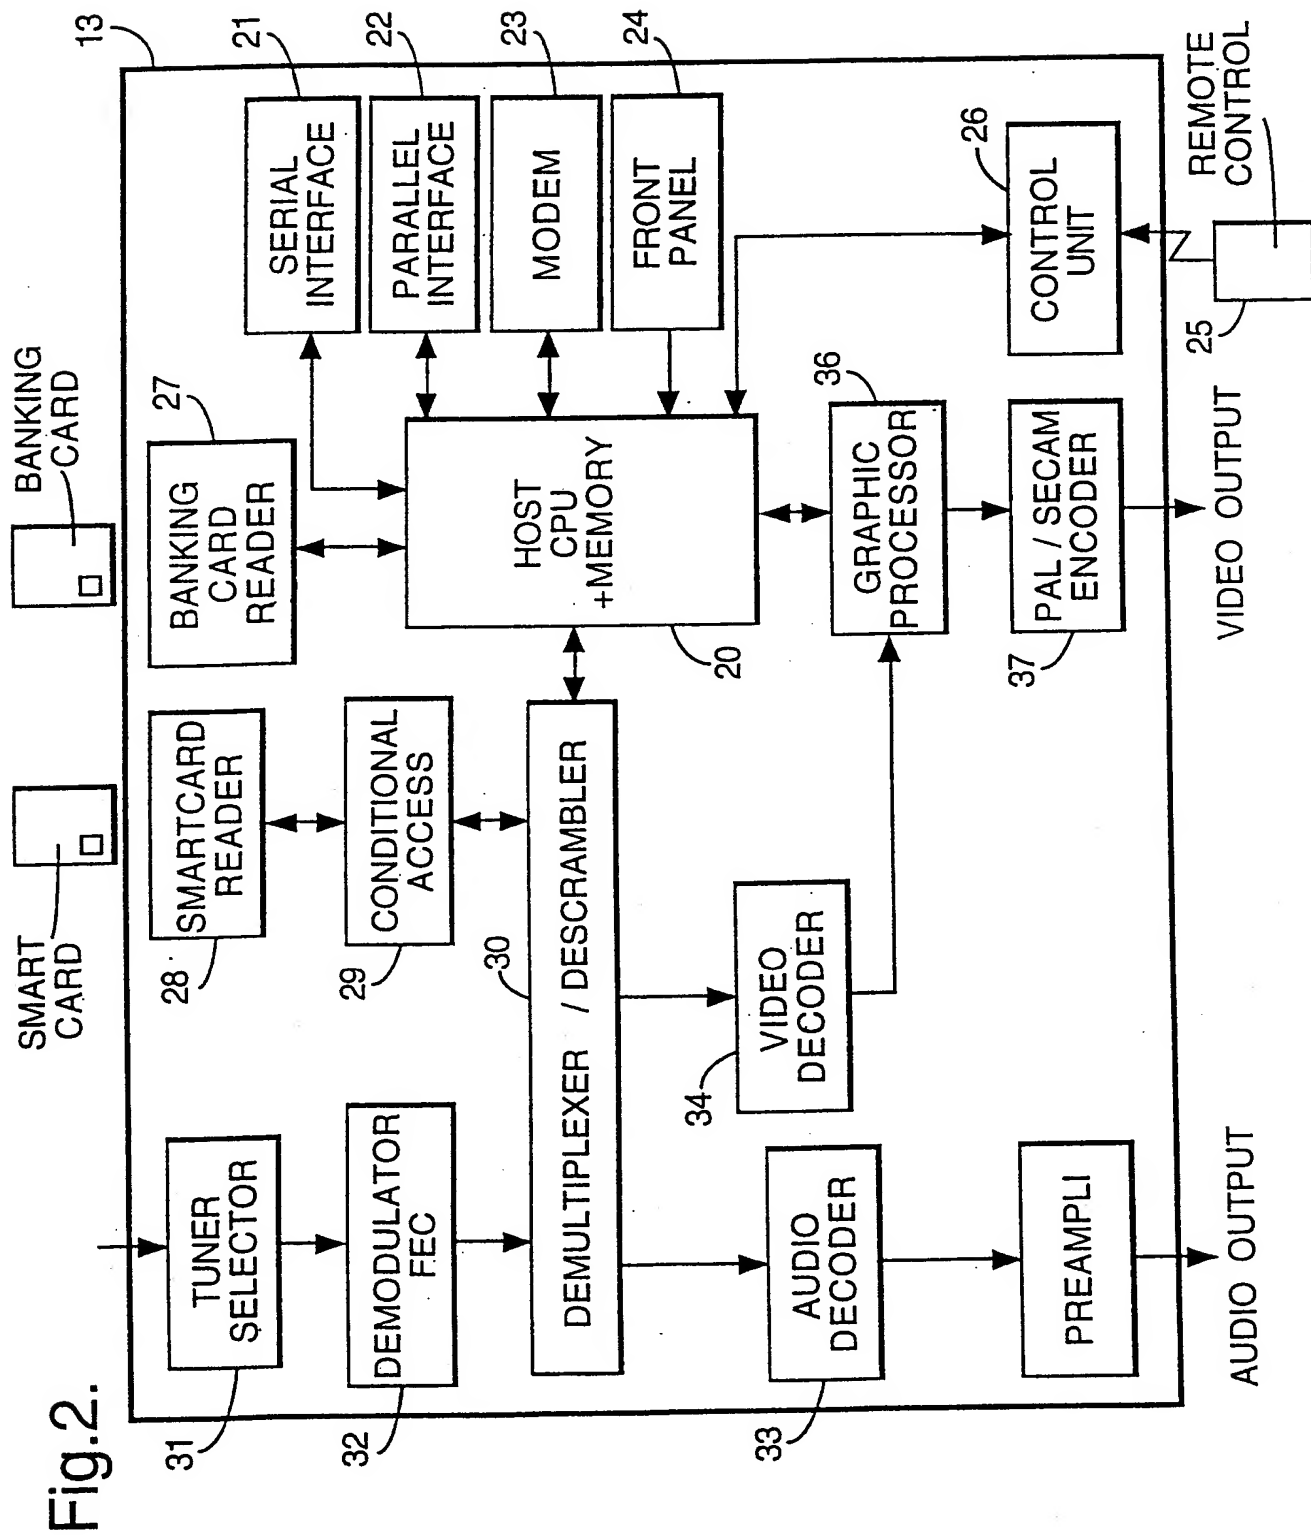 Fig.2.
SMART
CARD
BANKING
CARD
13
31
TUNER
SELECTOR
28
SMARTCARD
READER
27
BANKING
CARD
READER
21
SERIAL
INTERFACE
22
PARALLEL
INTERFACE
23
MODEM
24
FRONT
PANEL
32
DEMODULATOR
FEC
29
CONDITIONAL
ACCESS
20
HOST
CPU
+MEMORY
30
DEMULTIPLEXER / DESCRAMBLER
33
AUDIO
DECODER
34
VIDEO
DECODER
36
GRAPHIC
PROCESSOR
26
CONTROL
UNIT
PREAMPLI
37
PAL / SECAM
ENCODER
25
REMOTE
CONTROL
AUDIO OUTPUT
VIDEO OUTPUT